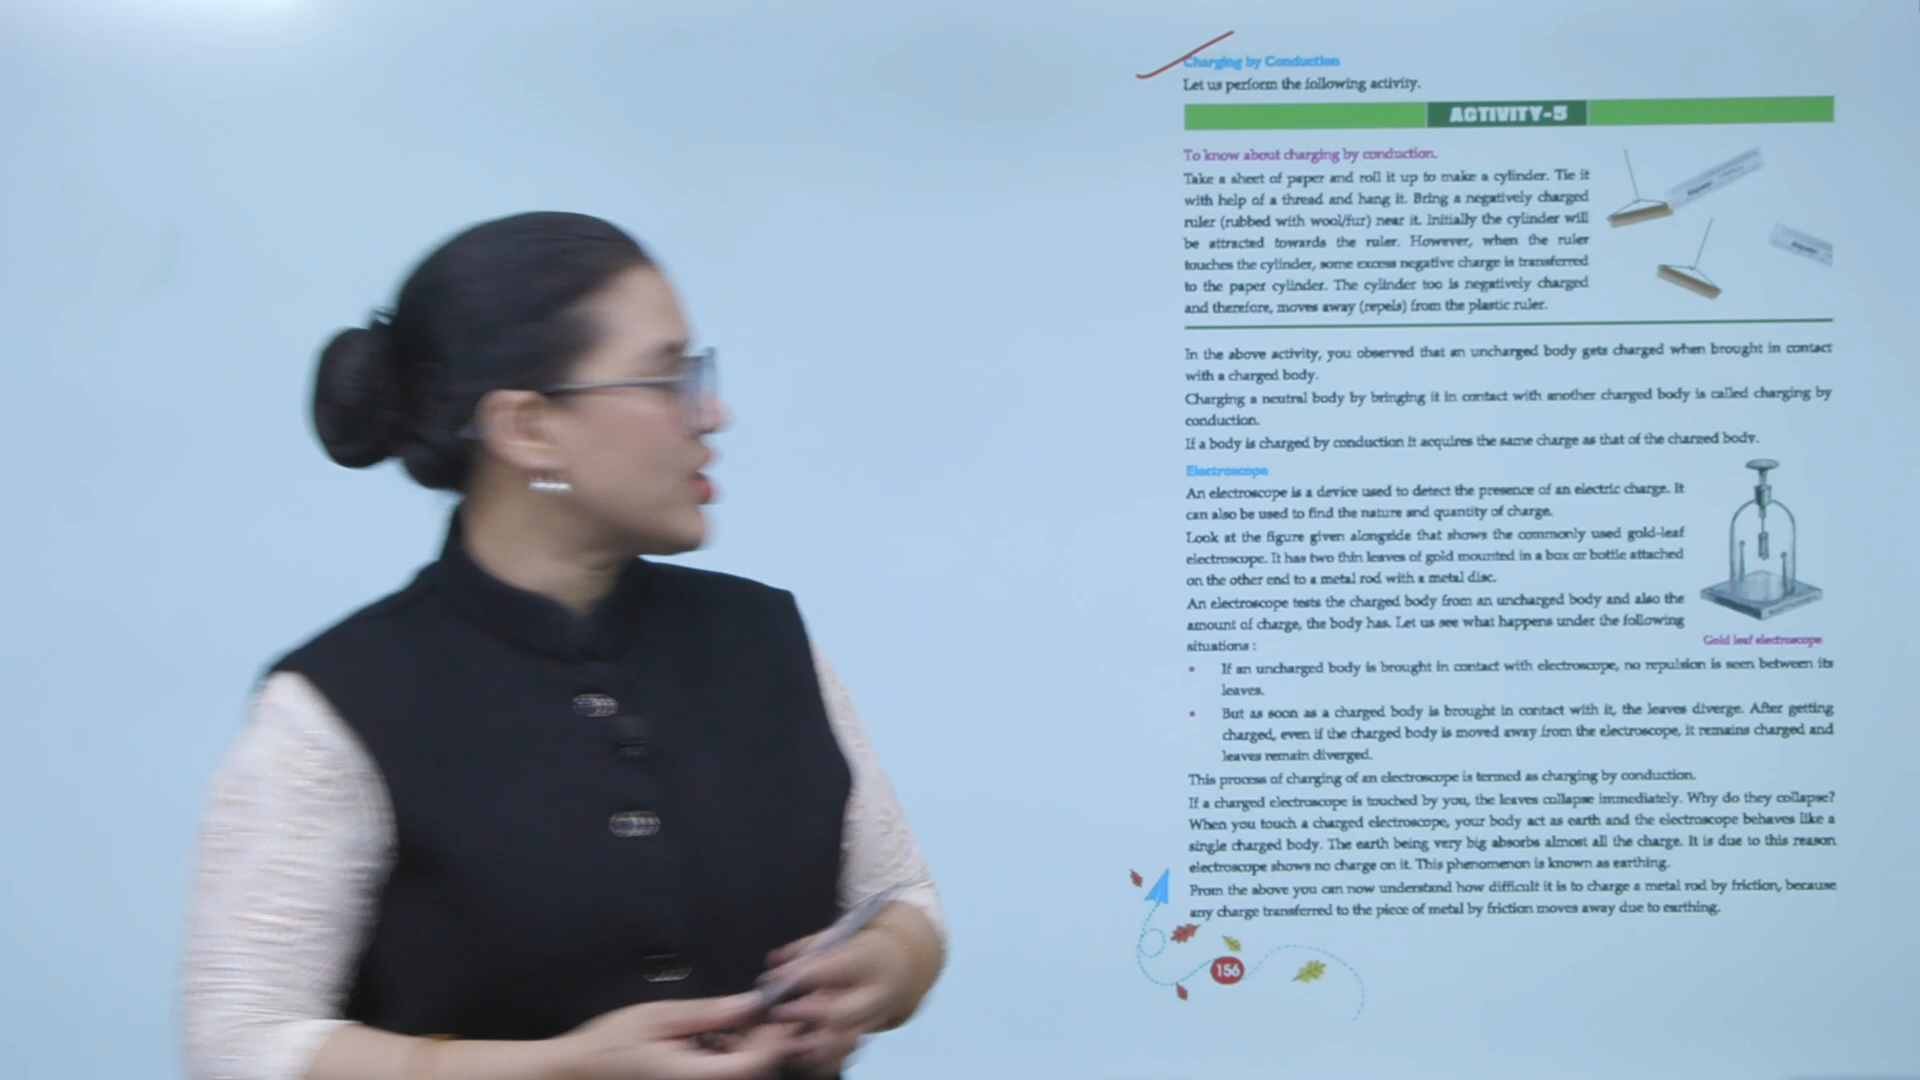 Charging by Conduction
Let us perform the following activity.
ACTIVITY-5
To know about charging by conduction.
Take a sheet of paper and roll it up to make a cylinder. Tie it
with help of a thread and hang it. Bring a negatively charged
ruler (rubbed with wool/fur) near it. Initially the cylinder will
be attracted towards the ruler. However, when the ruler
touches the cylinder, some excess negative charge is transferred
to the paper cylinder. The cylinder too is negatively charged
and therefore, moves away (repels) from the plastic ruler.
In the above activity, you observed that an uncharged body gets charged when brought in contact
with a charged body.
Charging a neutral body by bringing it in contact with another charged body is called charging by
conduction.
If a body is charged by conduction it acquires the same charge as that of the charged body.
Electroscope
An electroscope is a device used to detect the presence of an electric charge. It
can also be used to find the nature and quantity of charge.
Look at the figure given alongside that shows the commonly used gold-leaf
electroscope. It has two thin leaves of gold mounted in a box or bottle attached
on the other end to a metal rod with a metal disc.
An electroscope tests the charged body from an uncharged body and also the
amount of charge, the body has. Let us see what happens under the following
situations :
Gold leaf electroscope
• If an uncharged body is brought in contact with electroscope, no repulsion is seen between its
leaves.
• But as soon as a charged body is brought in contact with it, the leaves diverge. After getting
charged, even if the charged body is moved away from the electroscope, it remains charged and
leaves remain diverged.
This process of charging of an electroscope is termed as charging by conduction.
If a charged electroscope is touched by you, the leaves collapse immediately. Why do they collapse?
When you touch a charged electroscope, your body act as earth and the electroscope behaves like a
single charged body. The earth being very big absorbs almost all the charge. It is due to this reason
electroscope shows no charge on it. This phenomenon is known as earthing.
From the above you can now understand how difficult it is to charge a metal rod by friction, because
any charge transferred to the piece of metal by friction moves away due to earthing.
156